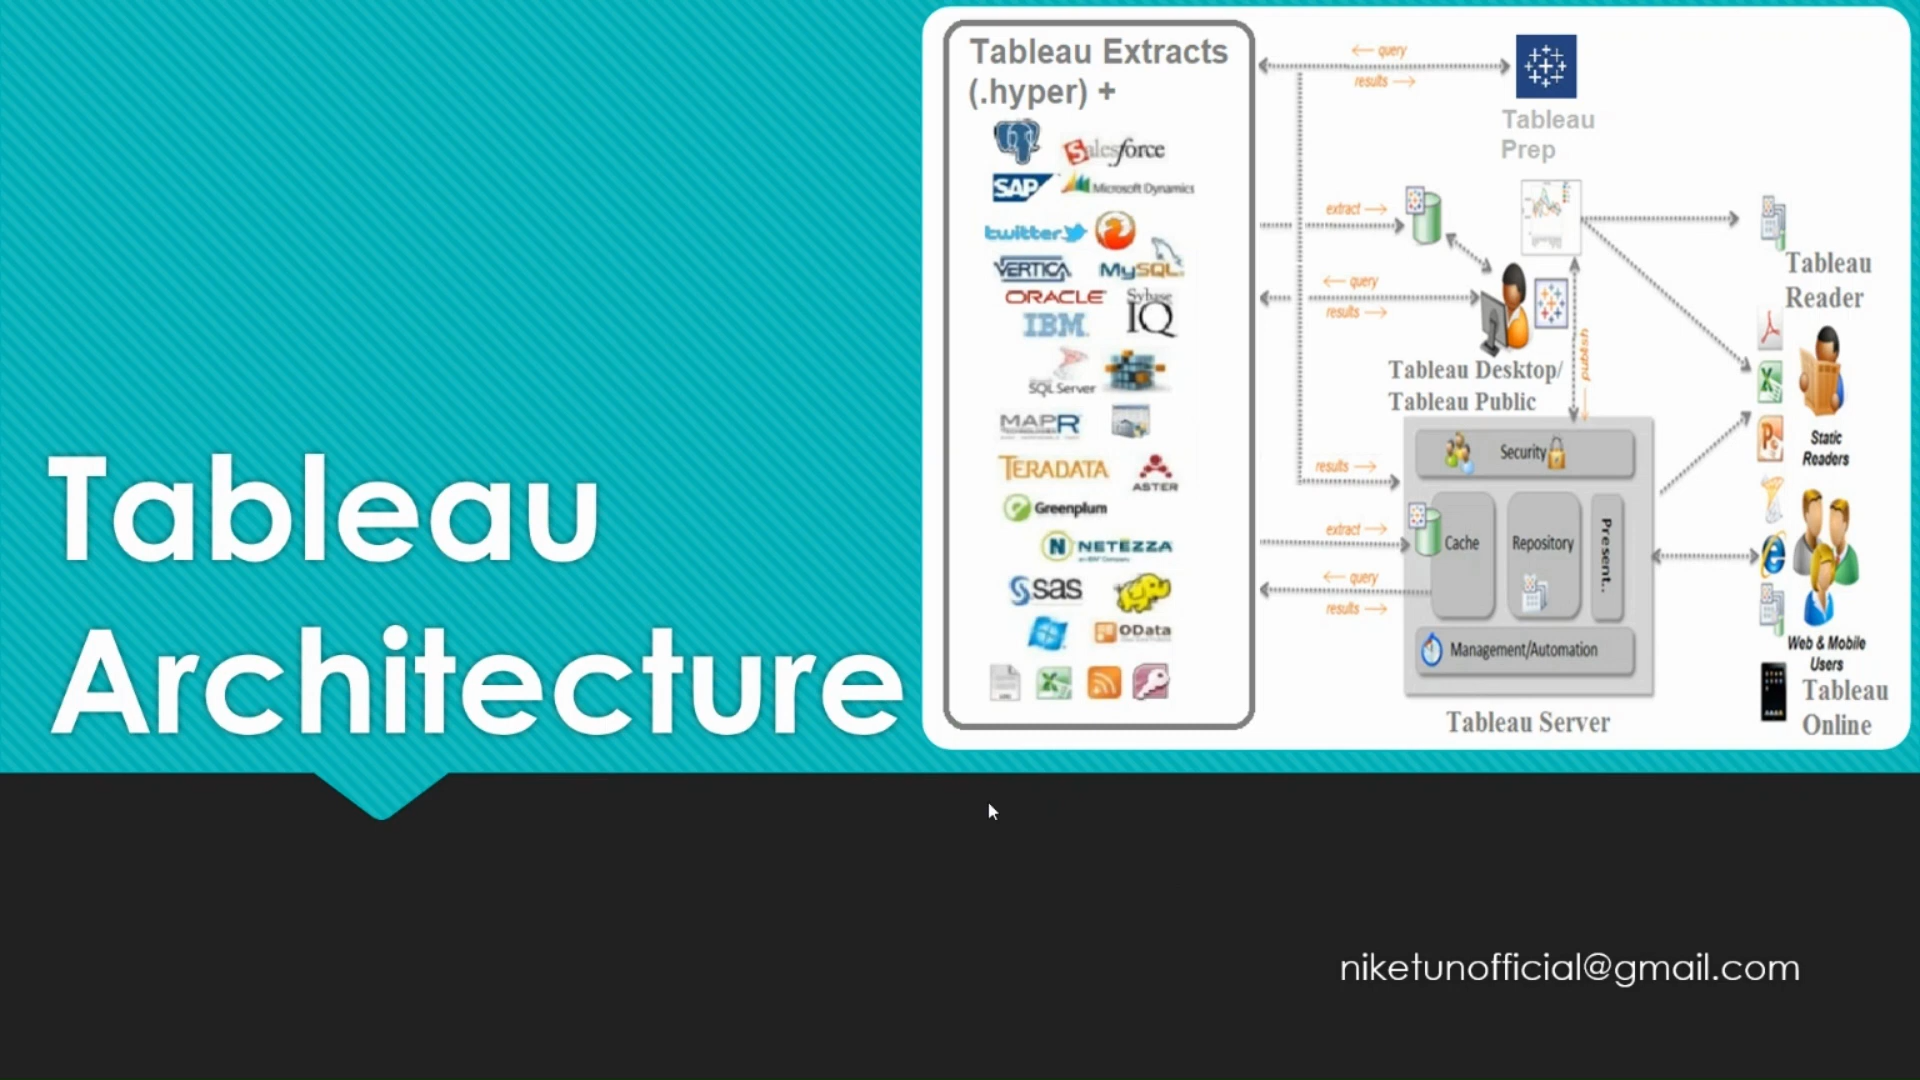 Tableau
Architecture
Tableau Extracts
(.hyper) +
salesforce
SAP
Microsoft Dynamics
twitter
VERTICA
MySQL
ORACLE
Sybase
IQ
IBM
SQL Server
MAPR
TERADATA
ASTER
Greenplum
NETEZZA
sas
OData
← query
results →
Tableau
Prep
extract →
← query
results →
Tableau Desktop/
Tableau Public
← publish
Tableau
Reader
Static
Readers
results →
Security
extract →
Cache
Repository
Present..
← query
results →
Management/Automation
Tableau Server
Web & Mobile
Users
Tableau
Online
niketunofficial@gmail.com